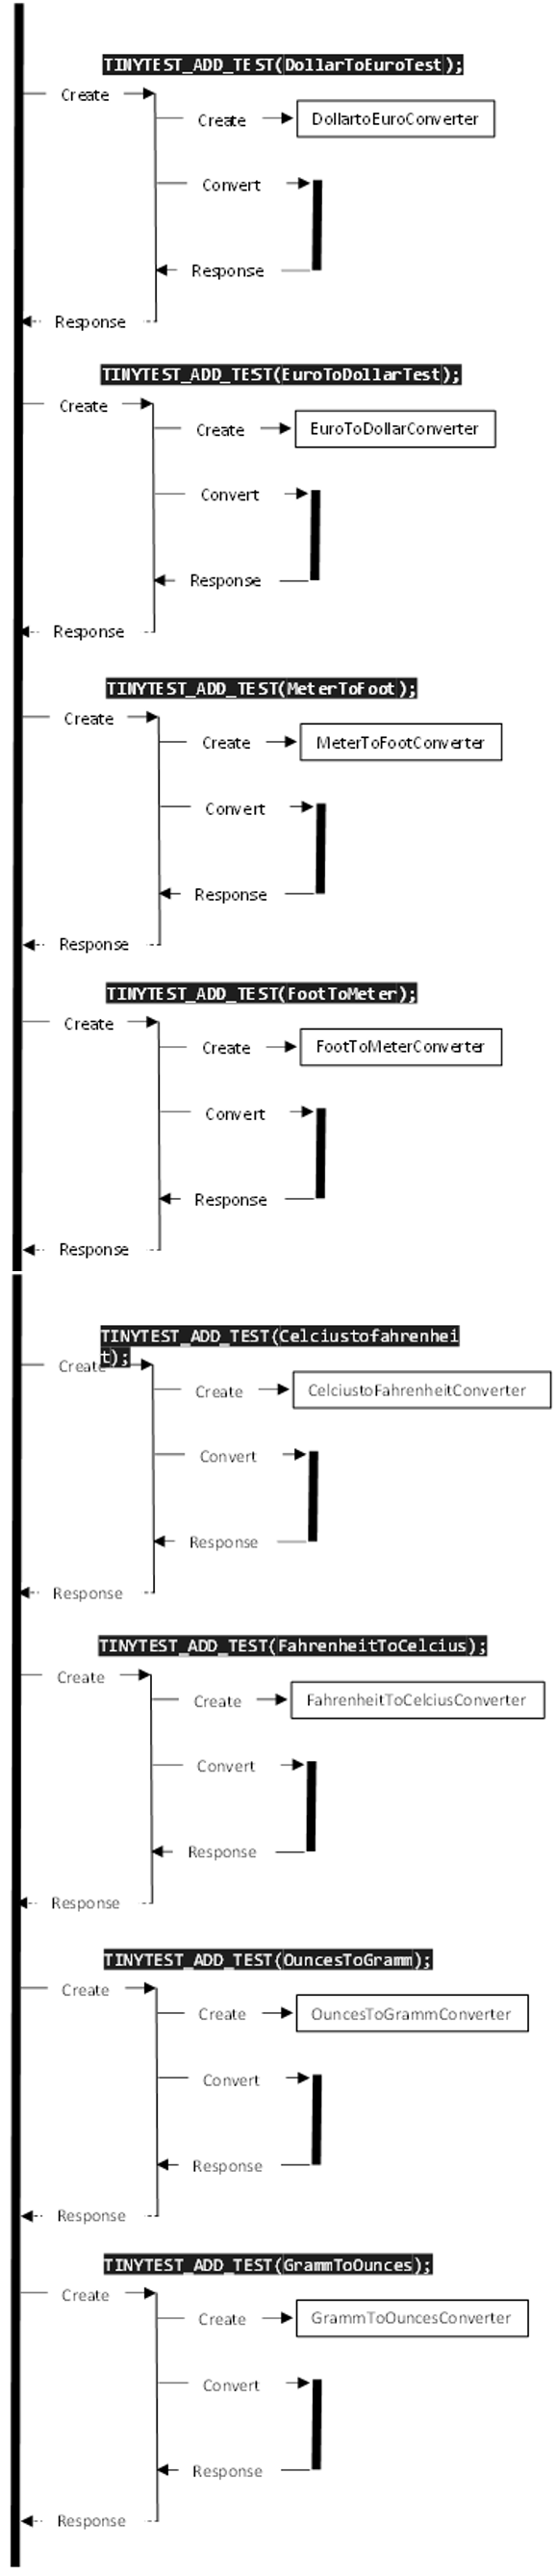 TINYTEST_ADD_TEST(DollarToEuroTest);
Create
Create
DollartoEuroConverter
Convert
Response
Response
TINYTEST_ADD_TEST(EuroToDollarTest);
Create
Create
EuroToDollarConverter
Convert
Response
Response
TINYTEST_ADD_TEST(MeterToFoot);
Create
Create
MeterToFootConverter
Convert
Response
Response
TINYTEST_ADD_TEST(FootToMeter);
Create
Create
FootToMeterConverter
Convert
Response
Response
TINYTEST_ADD_TEST(Celciustofahrenhei
t);
Create
Create
CelciustoFahrenheitConverter
Convert
Response
Response
TINYTEST_ADD_TEST(FahrenheitToCelcius);
Create
Create
FahrenheitToCelciusConverter
Convert
Response
Response
TINYTEST_ADD_TEST(OuncesToGramm);
Create
Create
OuncesToGrammConverter
Convert
Response
Response
TINYTEST_ADD_TEST(GrammToOunces);
Create
Create
GrammToOuncesConverter
Convert
Response
Response